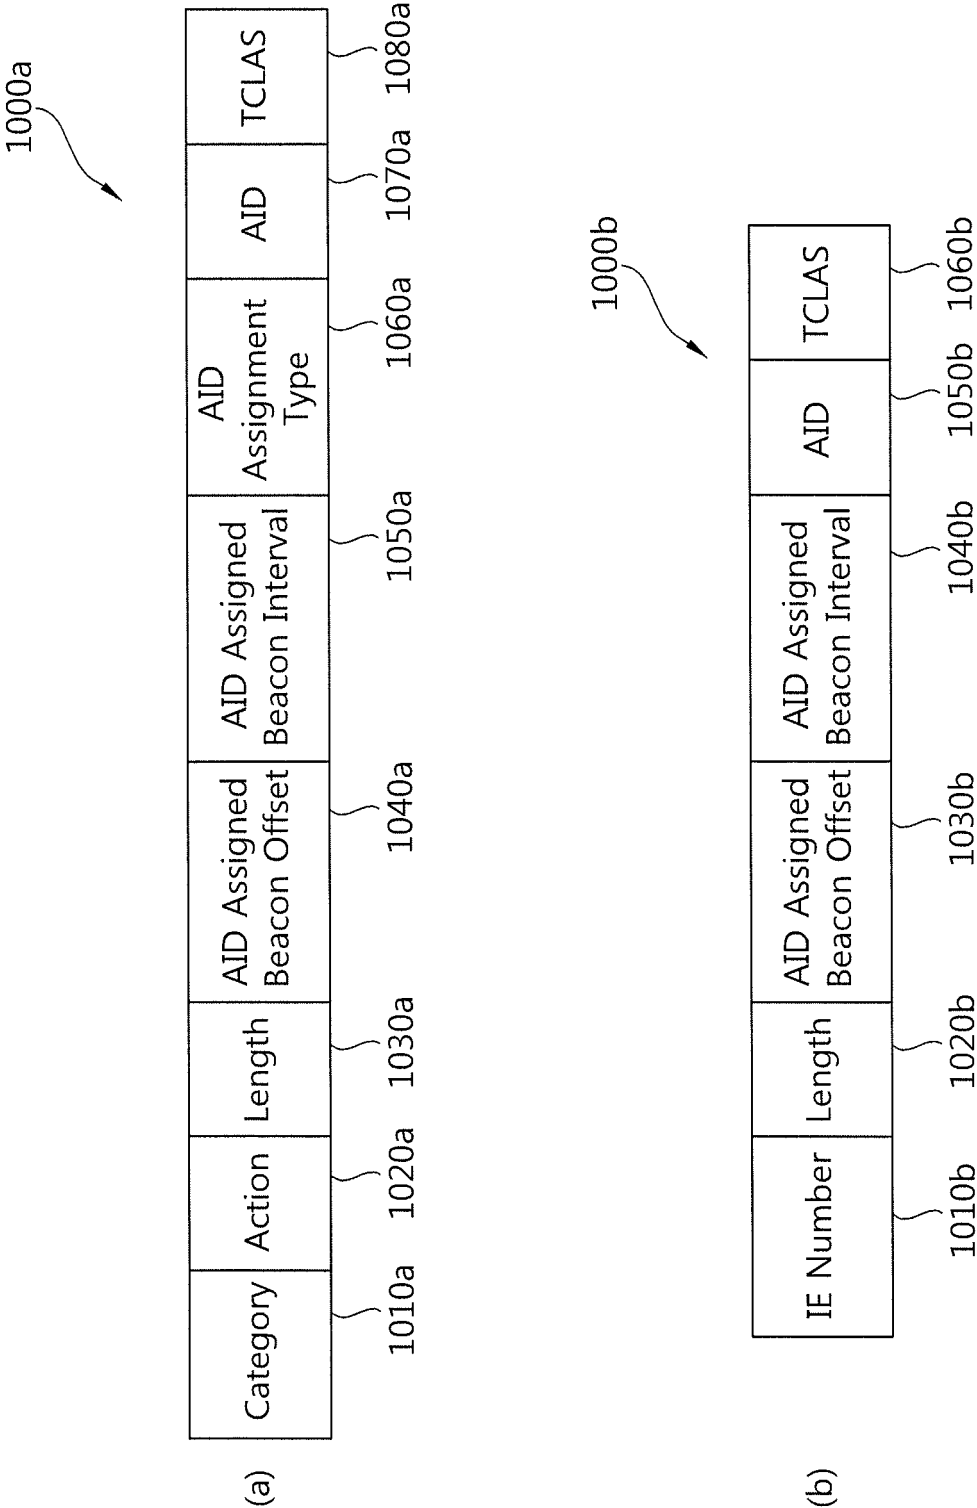 1000a
(a)
Category
Action
Length
AID Assigned
Beacon Offset
AID Assigned
Beacon Interval
AID
Assignment
Type
AID
TCLAS
1010a
1020a
1030a
1040a
1050a
1060a
1070a
1080a
1000b
(b)
IE Number
Length
AID Assigned
Beacon Offset
AID Assigned
Beacon Interval
AID
TCLAS
1010b
1020b
1030b
1040b
1050b
1060b